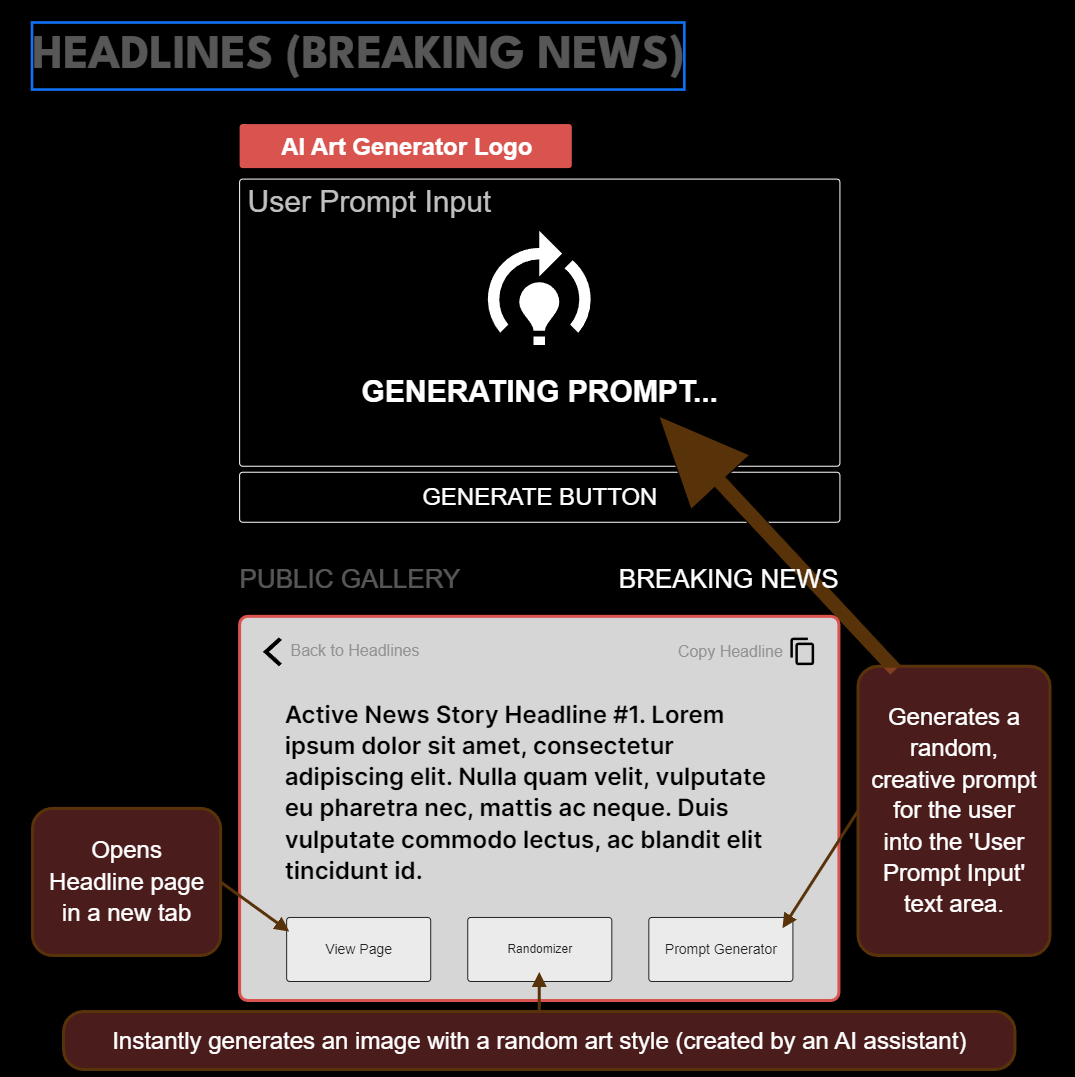 HEADLINES (BREAKING NEWS)
AI Art Generator Logo
User Prompt Input
GENERATING PROMPT...
GENERATE BUTTON
PUBLIC GALLERY
BREAKING NEWS
Back to Headlines
Copy Headline
Active News Story Headline #1. Lorem
ipsum dolor sit amet, consectetur
adipiscing elit. Nulla quam velit, vulputate
eu pharetra nec, mattis ac neque. Duis
vulputate commodo lectus, ac blandit elit
tincidunt id.
View Page
Randomizer
Prompt Generator
Opens
Headline page
in a new tab
Generates a
random,
creative prompt
for the user
into the 'User
Prompt Input'
text area.
Instantly generates an image with a random art style (created by an AI assistant)